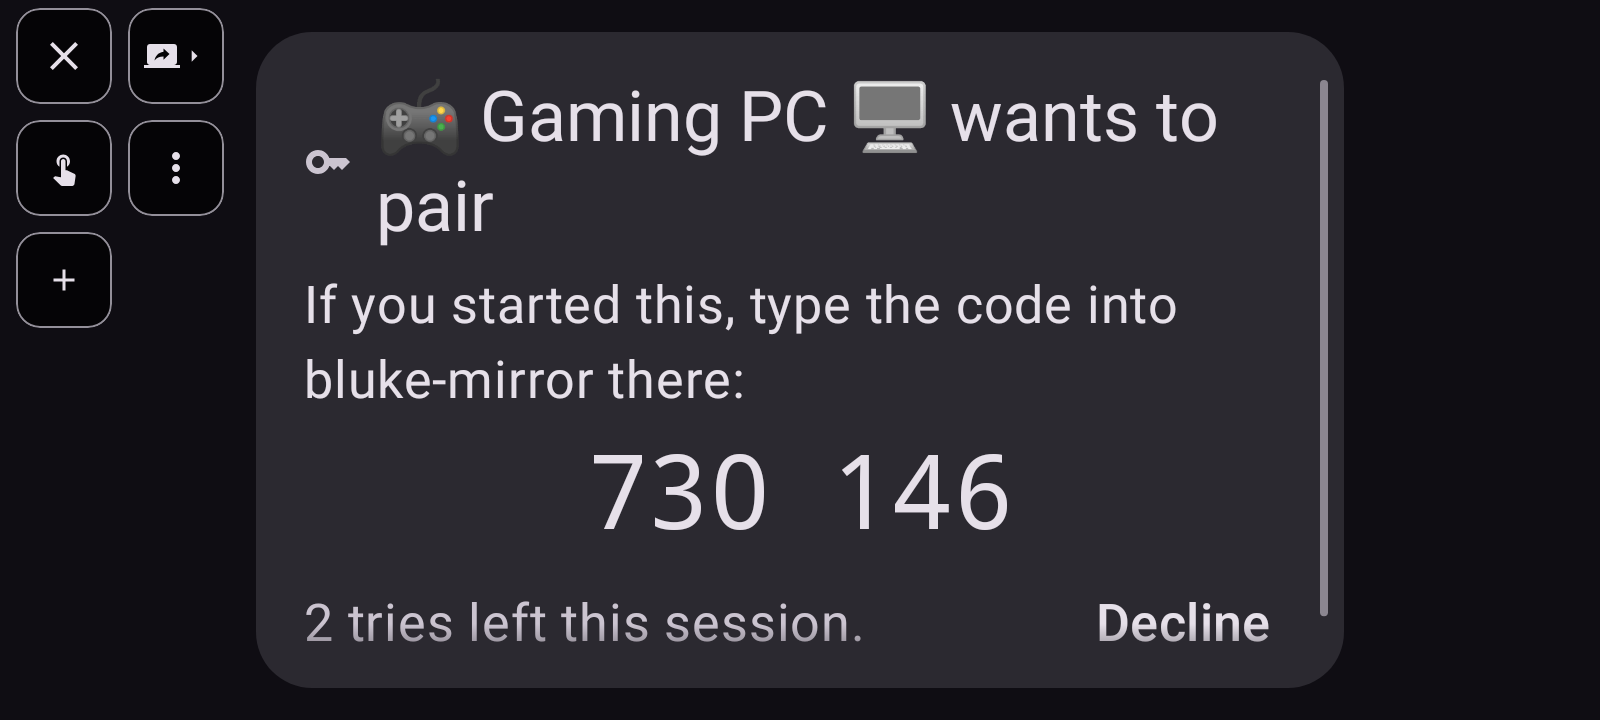 🎮 Gaming PC 🖥️ wants to
pair
If you started this, type the code into
bluke-mirror there:
730 146
2 tries left this session.
Decline